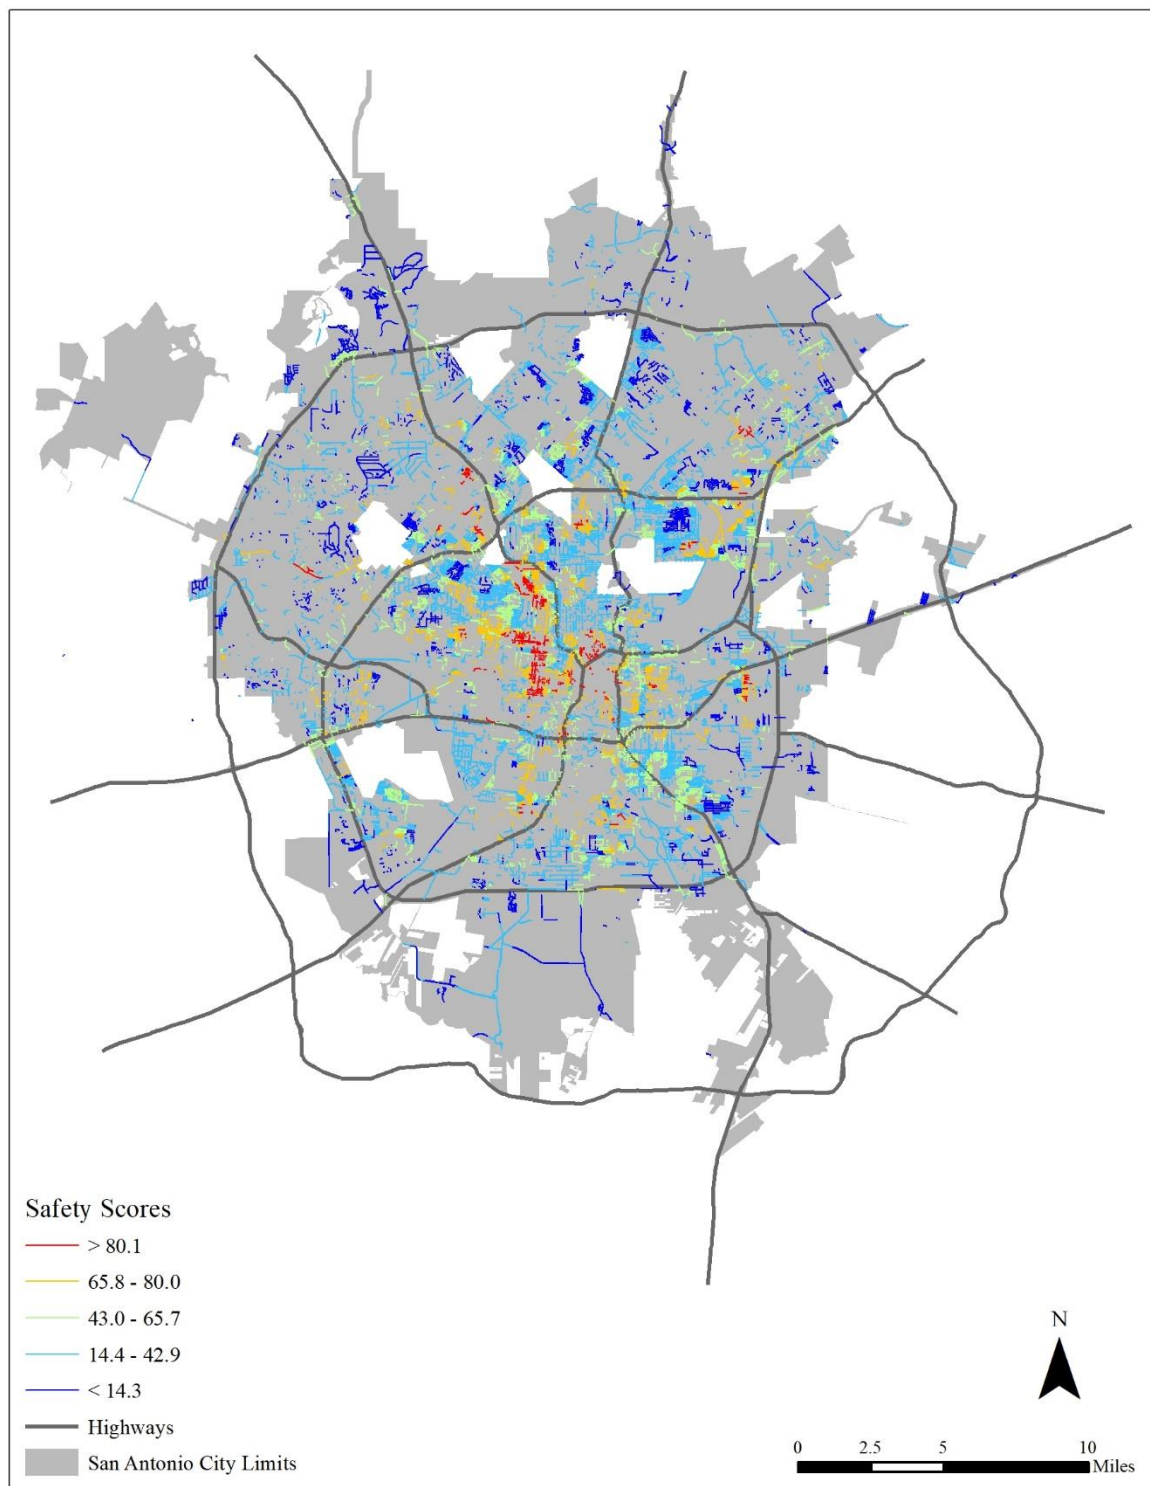 Safety Scores
> 80.1
65.8 - 80.0
43.0 - 65.7
14.4 - 42.9
< 14.3
Highways
San Antonio City Limits
N
0 2.5 5 10
Miles